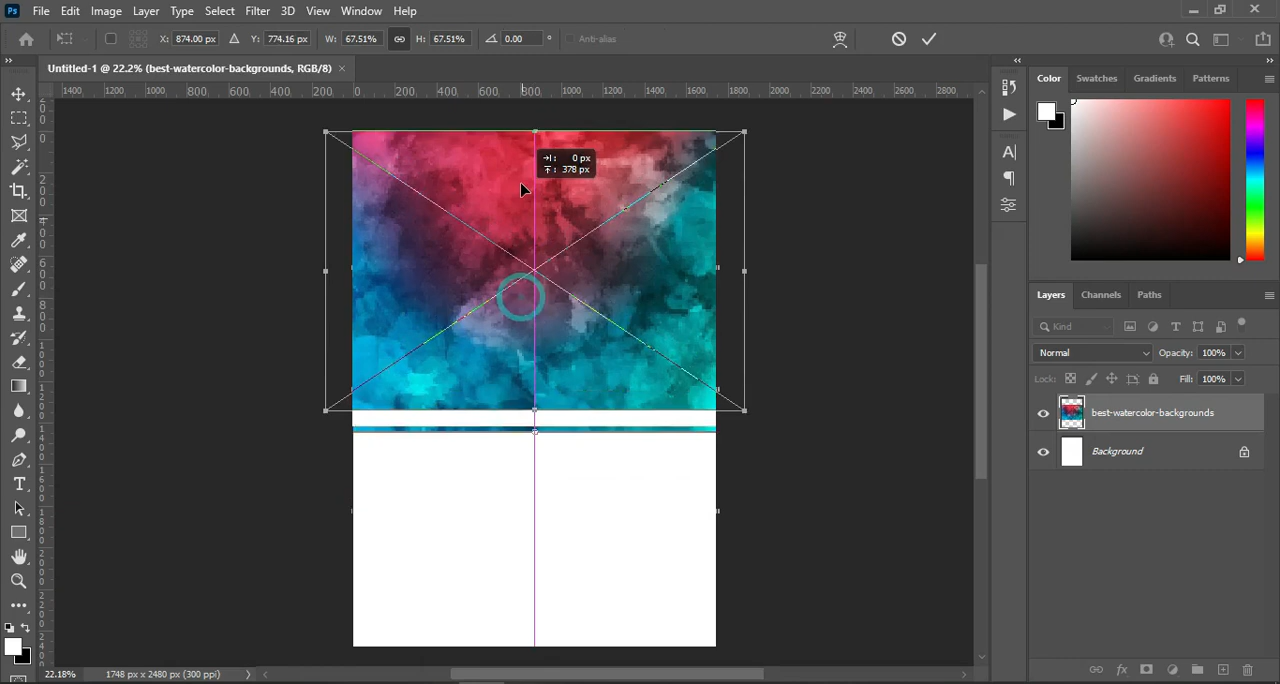 Ps File Edit Image Layer Type Select Filter 3D View Window Help
X: 874.00 px Y: 774.16 px W: 67.51% H: 67.51% 0.00 ° Anti-alias
Untitled-1 @ 22.2% (best-watercolor-backgrounds, RGB/8) ×
1400 1200 1000 800 600 400 200 0 200 400 600 800 1000 1200 1400 1600 1800 2000 2200 2400 2600 2800
0 px
378 px
Color Swatches Gradients Patterns
Layers Channels Paths
Kind
Normal Opacity: 100%
Lock: Fill: 100%
best-watercolor-backgrounds
Background
22.18% 1748 px x 2480 px (300 ppi)